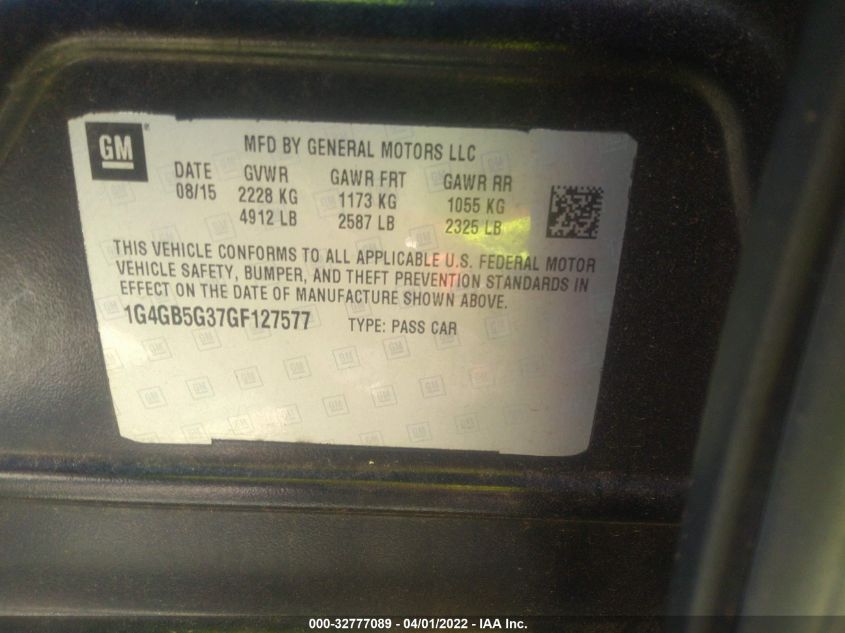 GM
MFD BY GENERAL MOTORS LLC
DATE GVWR GAWR FRT GAWR RR
08/15 2228 KG 1173 KG 1055 KG
4912 LB 2587 LB 2325 LB
THIS VEHICLE CONFORMS TO ALL APPLICABLE U.S. FEDERAL MOTOR
VEHICLE SAFETY, BUMPER, AND THEFT PREVENTION STANDARDS IN
EFFECT ON THE DATE OF MANUFACTURE SHOWN ABOVE.
1G4GB5G37GF127577 TYPE: PASS CAR
000-32777089 - 04/01/2022 - IAA Inc.